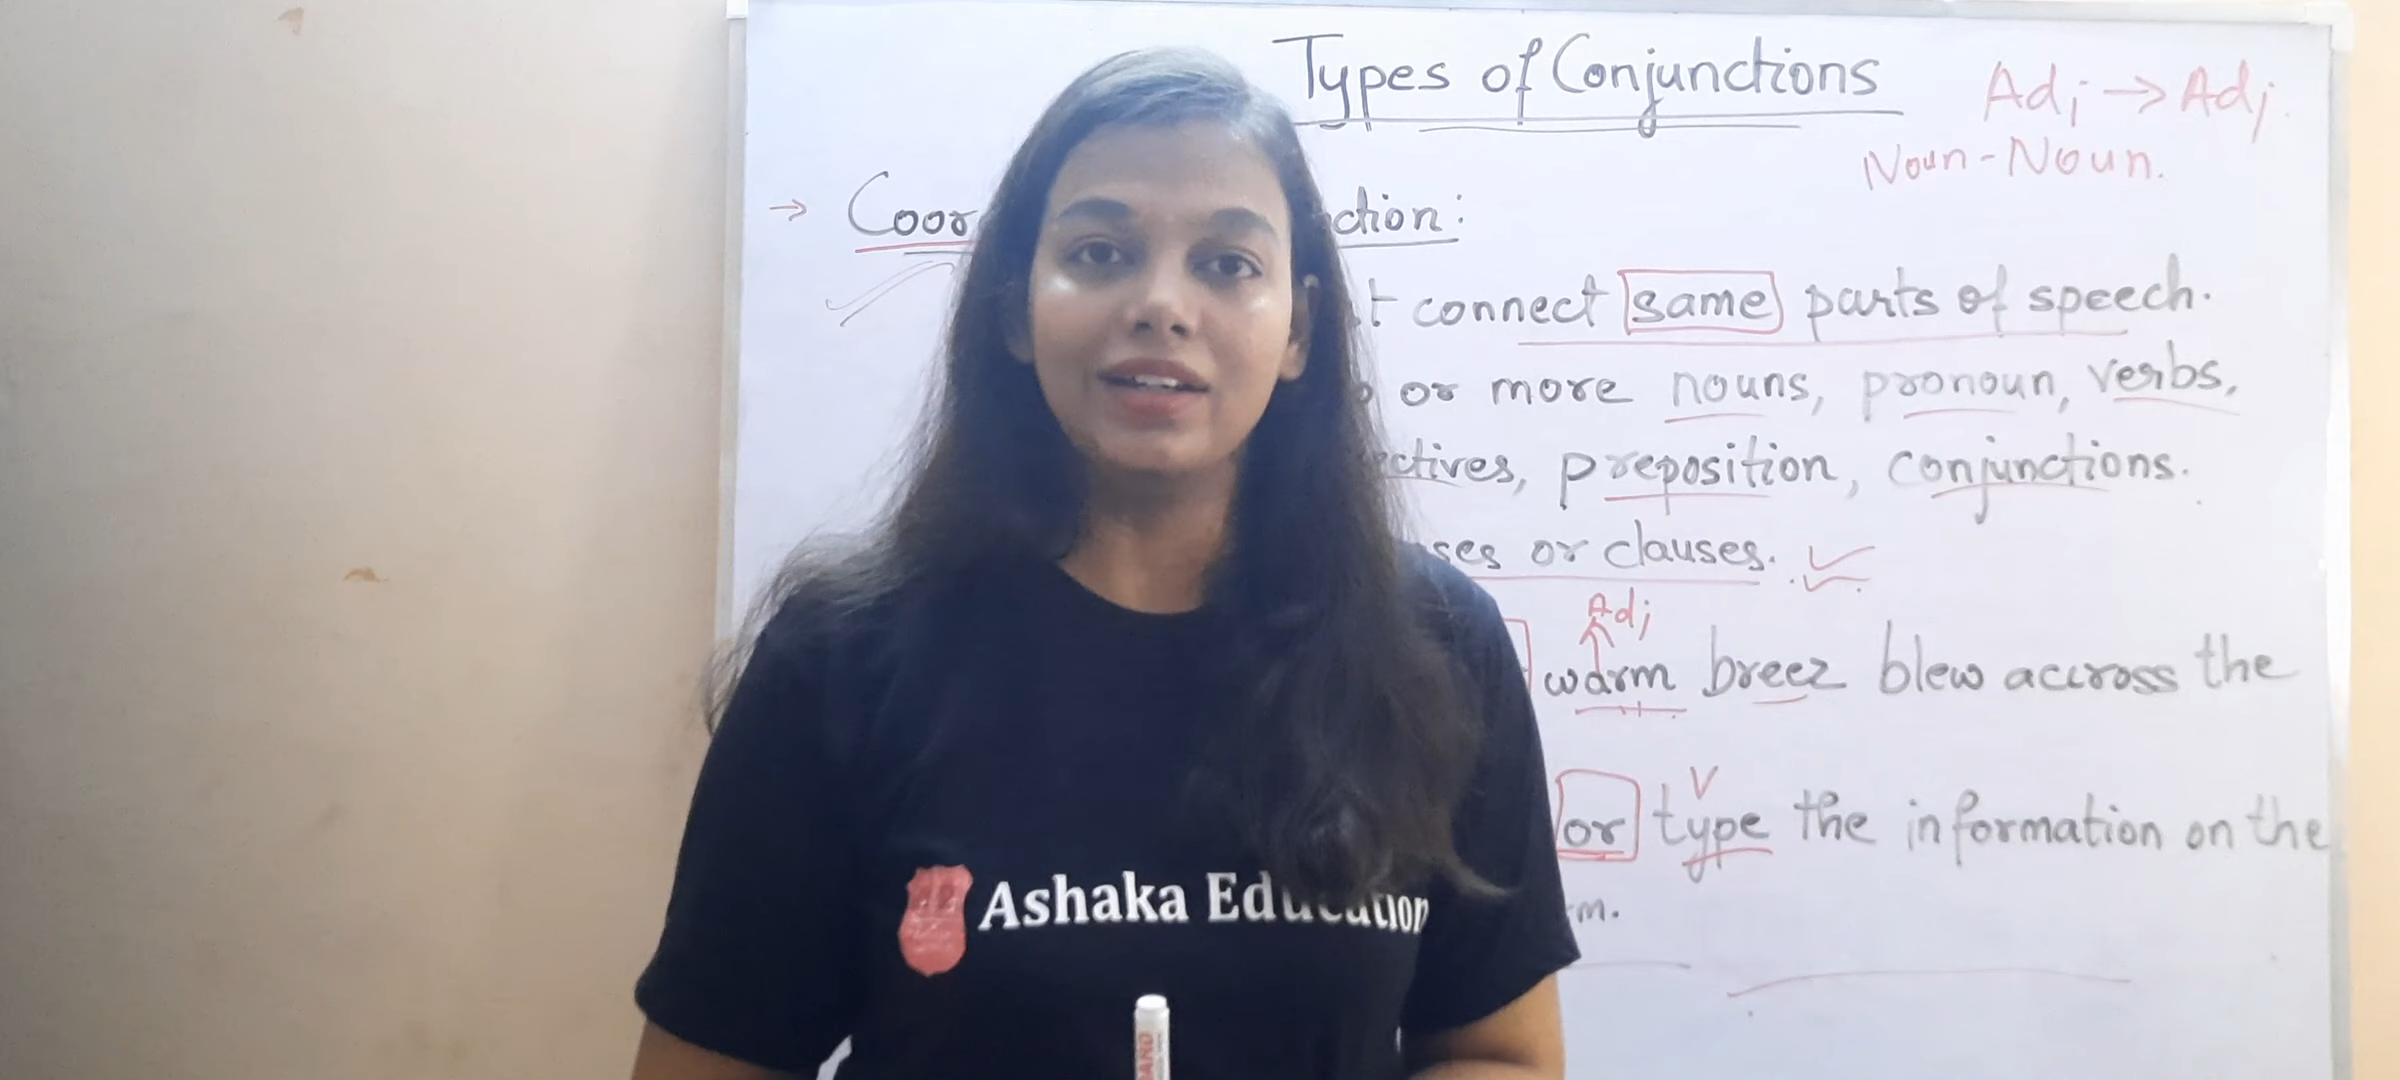 Types of Conjunctions
Adj → Adj.
Noun - Noun.
→ Coor ction:
t connect same parts of speech.
or more nouns, pronoun, verbs,
ectives, preposition, conjunctions.
ses or clauses.
Adj
warm breez blew accross the
V
or type the information on the
m.
Ashaka Education